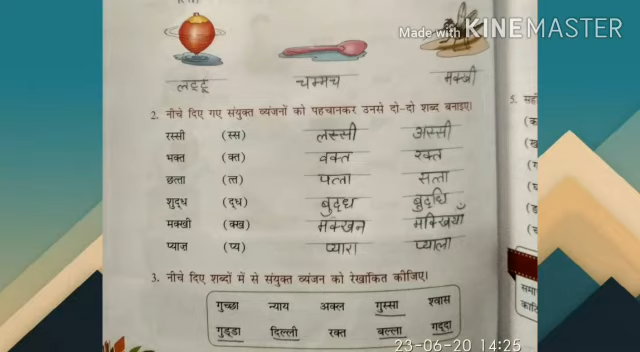 Made with KINEMASTER
लट्टू चम्मच मक्खी
2. नीचे दिए गए संयुक्त व्यंजनों को पहचानकर उनसे दो-दो शब्द बनाइए।
रस्सी (स्स) लस्सी अस्सी
भक्त (क्त) वक्त रक्त
छत्ता (त्त) पत्ता सत्ता
शुद्ध (द्ध) बुद्ध बुद्धि
मक्खी (क्ख) मक्खन मक्खियाँ
प्याज़ (प्य) प्यारा प्याला
3. नीचे दिए शब्दों में से संयुक्त व्यंजन को रेखांकित कीजिए।
गुच्छा न्याय अक्ल गुस्सा श्वास
गुड्डा दिल्ली रक्त बल्ला गद्दा
5.
23-06-20 14:25